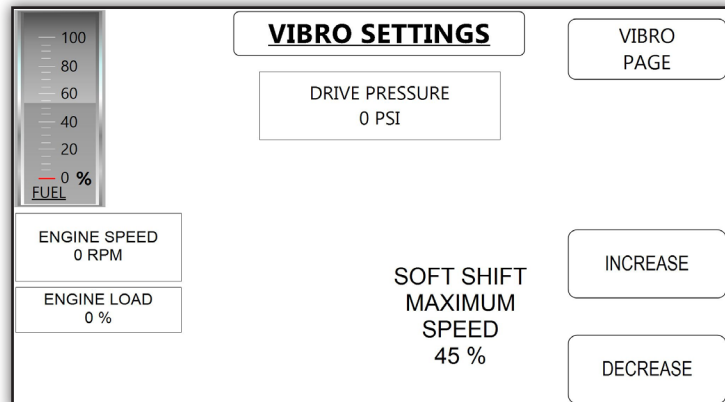 VIBRO SETTINGS
VIBRO
PAGE
DRIVE PRESSURE
0 PSI
100
80
60
40
20
0 %
FUEL
ENGINE SPEED
0 RPM
ENGINE LOAD
0 %
SOFT SHIFT
MAXIMUM
SPEED
45 %
INCREASE
DECREASE